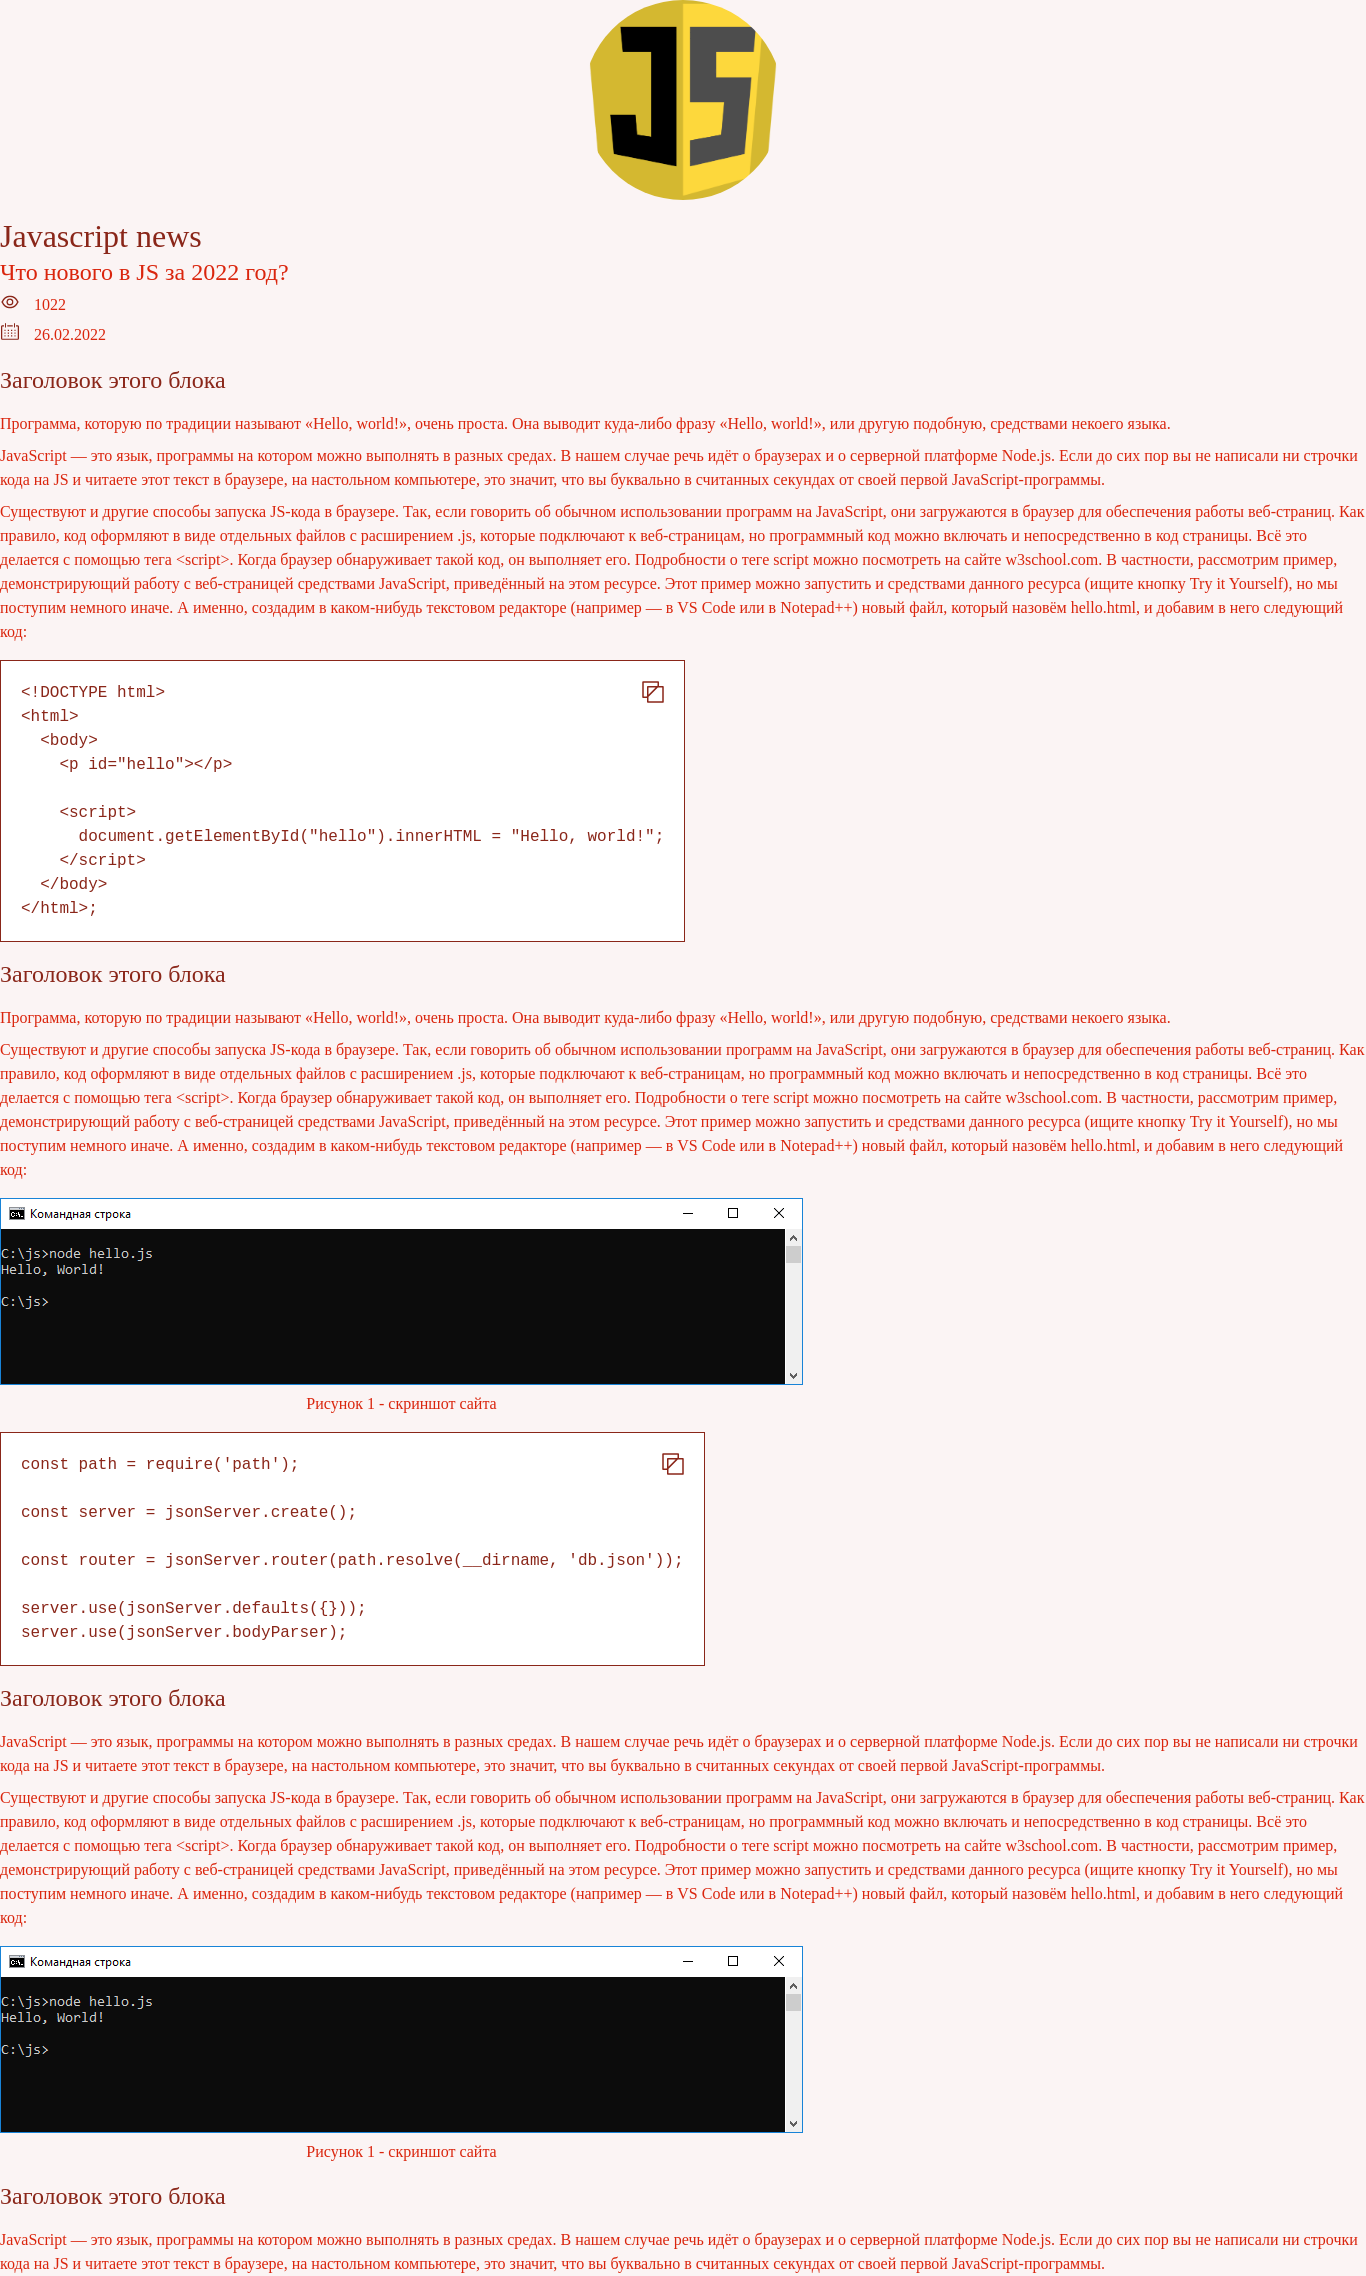 JS
Javascript news
Что нового в JS за 2022 год?
1022
26.02.2022
Заголовок этого блока
Программа, которую по традиции называют «Hello, world!», очень проста. Она выводит куда-либо фразу «Hello, world!», или другую подобную, средствами некоего языка.
JavaScript — это язык, программы на котором можно выполнять в разных средах. В нашем случае речь идёт о браузерах и о серверной платформе Node.js. Если до сих пор вы не написали ни строчки
кода на JS и читаете этот текст в браузере, на настольном компьютере, это значит, что вы буквально в считанных секундах от своей первой JavaScript-программы.
Существуют и другие способы запуска JS-кода в браузере. Так, если говорить об обычном использовании программ на JavaScript, они загружаются в браузер для обеспечения работы веб-страниц. Как
правило, код оформляют в виде отдельных файлов с расширением .js, которые подключают к веб-страницам, но программный код можно включать и непосредственно в код страницы. Всё это
делается с помощью тега <script>. Когда браузер обнаруживает такой код, он выполняет его. Подробности о теге script можно посмотреть на сайте w3school.com. В частности, рассмотрим пример,
демонстрирующий работу с веб-страницей средствами JavaScript, приведённый на этом ресурсе. Этот пример можно запустить и средствами данного ресурса (ищите кнопку Try it Yourself), но мы
поступим немного иначе. А именно, создадим в каком-нибудь текстовом редакторе (например — в VS Code или в Notepad++) новый файл, который назовём hello.html, и добавим в него следующий
код:
<!DOCTYPE html>
<html>
  <body>
    <p id="hello"></p>
    <script>
      document.getElementById("hello").innerHTML = "Hello, world!";
    </script>
  </body>
</html>;
Заголовок этого блока
Программа, которую по традиции называют «Hello, world!», очень проста. Она выводит куда-либо фразу «Hello, world!», или другую подобную, средствами некоего языка.
Существуют и другие способы запуска JS-кода в браузере. Так, если говорить об обычном использовании программ на JavaScript, они загружаются в браузер для обеспечения работы веб-страниц. Как
правило, код оформляют в виде отдельных файлов с расширением .js, которые подключают к веб-страницам, но программный код можно включать и непосредственно в код страницы. Всё это
делается с помощью тега <script>. Когда браузер обнаруживает такой код, он выполняет его. Подробности о теге script можно посмотреть на сайте w3school.com. В частности, рассмотрим пример,
демонстрирующий работу с веб-страницей средствами JavaScript, приведённый на этом ресурсе. Этот пример можно запустить и средствами данного ресурса (ищите кнопку Try it Yourself), но мы
поступим немного иначе. А именно, создадим в каком-нибудь текстовом редакторе (например — в VS Code или в Notepad++) новый файл, который назовём hello.html, и добавим в него следующий
код:
Командная строка
C:\js>node hello.js
Hello, World!
C:\js>
Рисунок 1 - скриншот сайта
const path = require('path');
const server = jsonServer.create();
const router = jsonServer.router(path.resolve(__dirname, 'db.json'));
server.use(jsonServer.defaults({}));
server.use(jsonServer.bodyParser);
Заголовок этого блока
JavaScript — это язык, программы на котором можно выполнять в разных средах. В нашем случае речь идёт о браузерах и о серверной платформе Node.js. Если до сих пор вы не написали ни строчки
кода на JS и читаете этот текст в браузере, на настольном компьютере, это значит, что вы буквально в считанных секундах от своей первой JavaScript-программы.
Существуют и другие способы запуска JS-кода в браузере. Так, если говорить об обычном использовании программ на JavaScript, они загружаются в браузер для обеспечения работы веб-страниц. Как
правило, код оформляют в виде отдельных файлов с расширением .js, которые подключают к веб-страницам, но программный код можно включать и непосредственно в код страницы. Всё это
делается с помощью тега <script>. Когда браузер обнаруживает такой код, он выполняет его. Подробности о теге script можно посмотреть на сайте w3school.com. В частности, рассмотрим пример,
демонстрирующий работу с веб-страницей средствами JavaScript, приведённый на этом ресурсе. Этот пример можно запустить и средствами данного ресурса (ищите кнопку Try it Yourself), но мы
поступим немного иначе. А именно, создадим в каком-нибудь текстовом редакторе (например — в VS Code или в Notepad++) новый файл, который назовём hello.html, и добавим в него следующий
код:
Командная строка
C:\js>node hello.js
Hello, World!
C:\js>
Рисунок 1 - скриншот сайта
Заголовок этого блока
JavaScript — это язык, программы на котором можно выполнять в разных средах. В нашем случае речь идёт о браузерах и о серверной платформе Node.js. Если до сих пор вы не написали ни строчки
кода на JS и читаете этот текст в браузере, на настольном компьютере, это значит, что вы буквально в считанных секундах от своей первой JavaScript-программы.